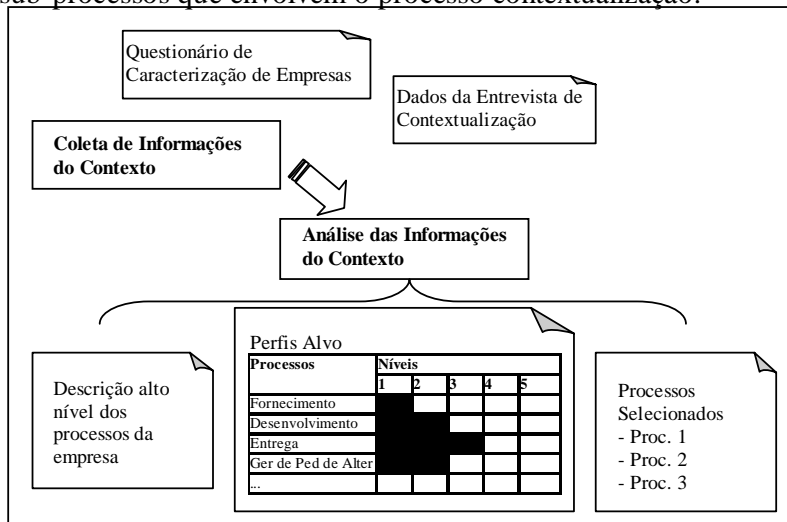 sub-processos que envolvem o processo contextualização:
Questionário de
Caracterização de Empresas
Dados da Entrevista de
Contextualização
Coleta de Informações
do Contexto
Análise das Informações
do Contexto
Descrição alto
nível dos
processos da
empresa
Perfis Alvo
Processos Níveis
1 2 3 4 5
Fornecimento
Desenvolvimento
Entrega
Ger de Ped de Alter
...
Processos
Selecionados
- Proc. 1
- Proc. 2
- Proc. 3